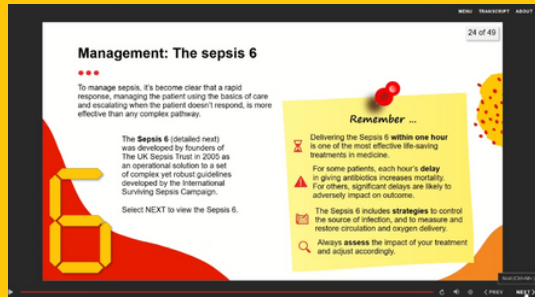 MENU TRANSCRIPT ABOUT
24 of 49
Management: The sepsis 6
To manage sepsis, it's become clear that a rapid
response, managing the patient using the basics of care
and escalating when the patient doesn't respond, is more
effective than any complex pathway.
The Sepsis 6 (detailed next)
was developed by founders of
The UK Sepsis Trust in 2005 as
an operational solution to a set
of complex yet robust guidelines
developed by the International
Surviving Sepsis Campaign.
Select NEXT to view the Sepsis 6.
6
Remember ...
Delivering the Sepsis 6 within one hour
is one of the most effective life-saving
treatments in medicine.
For some patients, each hour's delay
in giving antibiotics increases mortality.
For others, significant delays are likely to
adversely impact on outcome.
The Sepsis 6 includes strategies to control
the source of infection, and to measure and
restore circulation and oxygen delivery.
Always assess the impact of your treatment
and adjust accordingly.
< PREV NEXT >